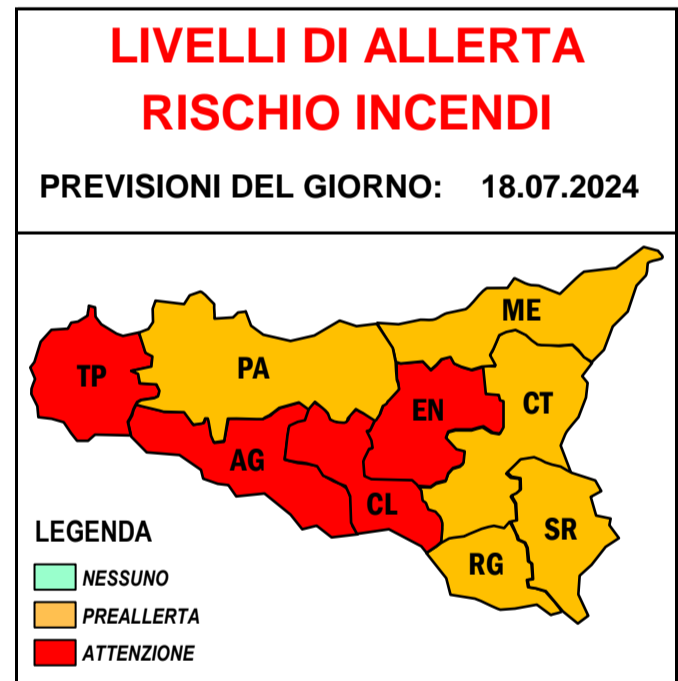 LIVELLI DI ALLERTA
RISCHIO INCENDI
PREVISIONI DEL GIORNO: 18.07.2024
ME
PA
TP
CT
EN
AG
CL
SR
RG
LEGENDA
NESSUNO
PREALLERTA
ATTENZIONE